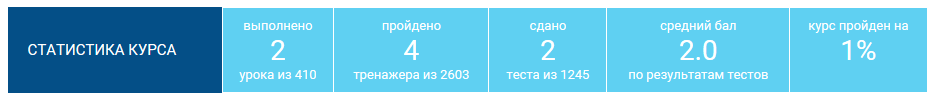 СТАТИСТИКА КУРСА
выполнено
2
урока из 410
пройдено
4
тренажера из 2603
сдано
2
теста из 1245
средний бал
2.0
по результатам тестов
курс пройден на
1%